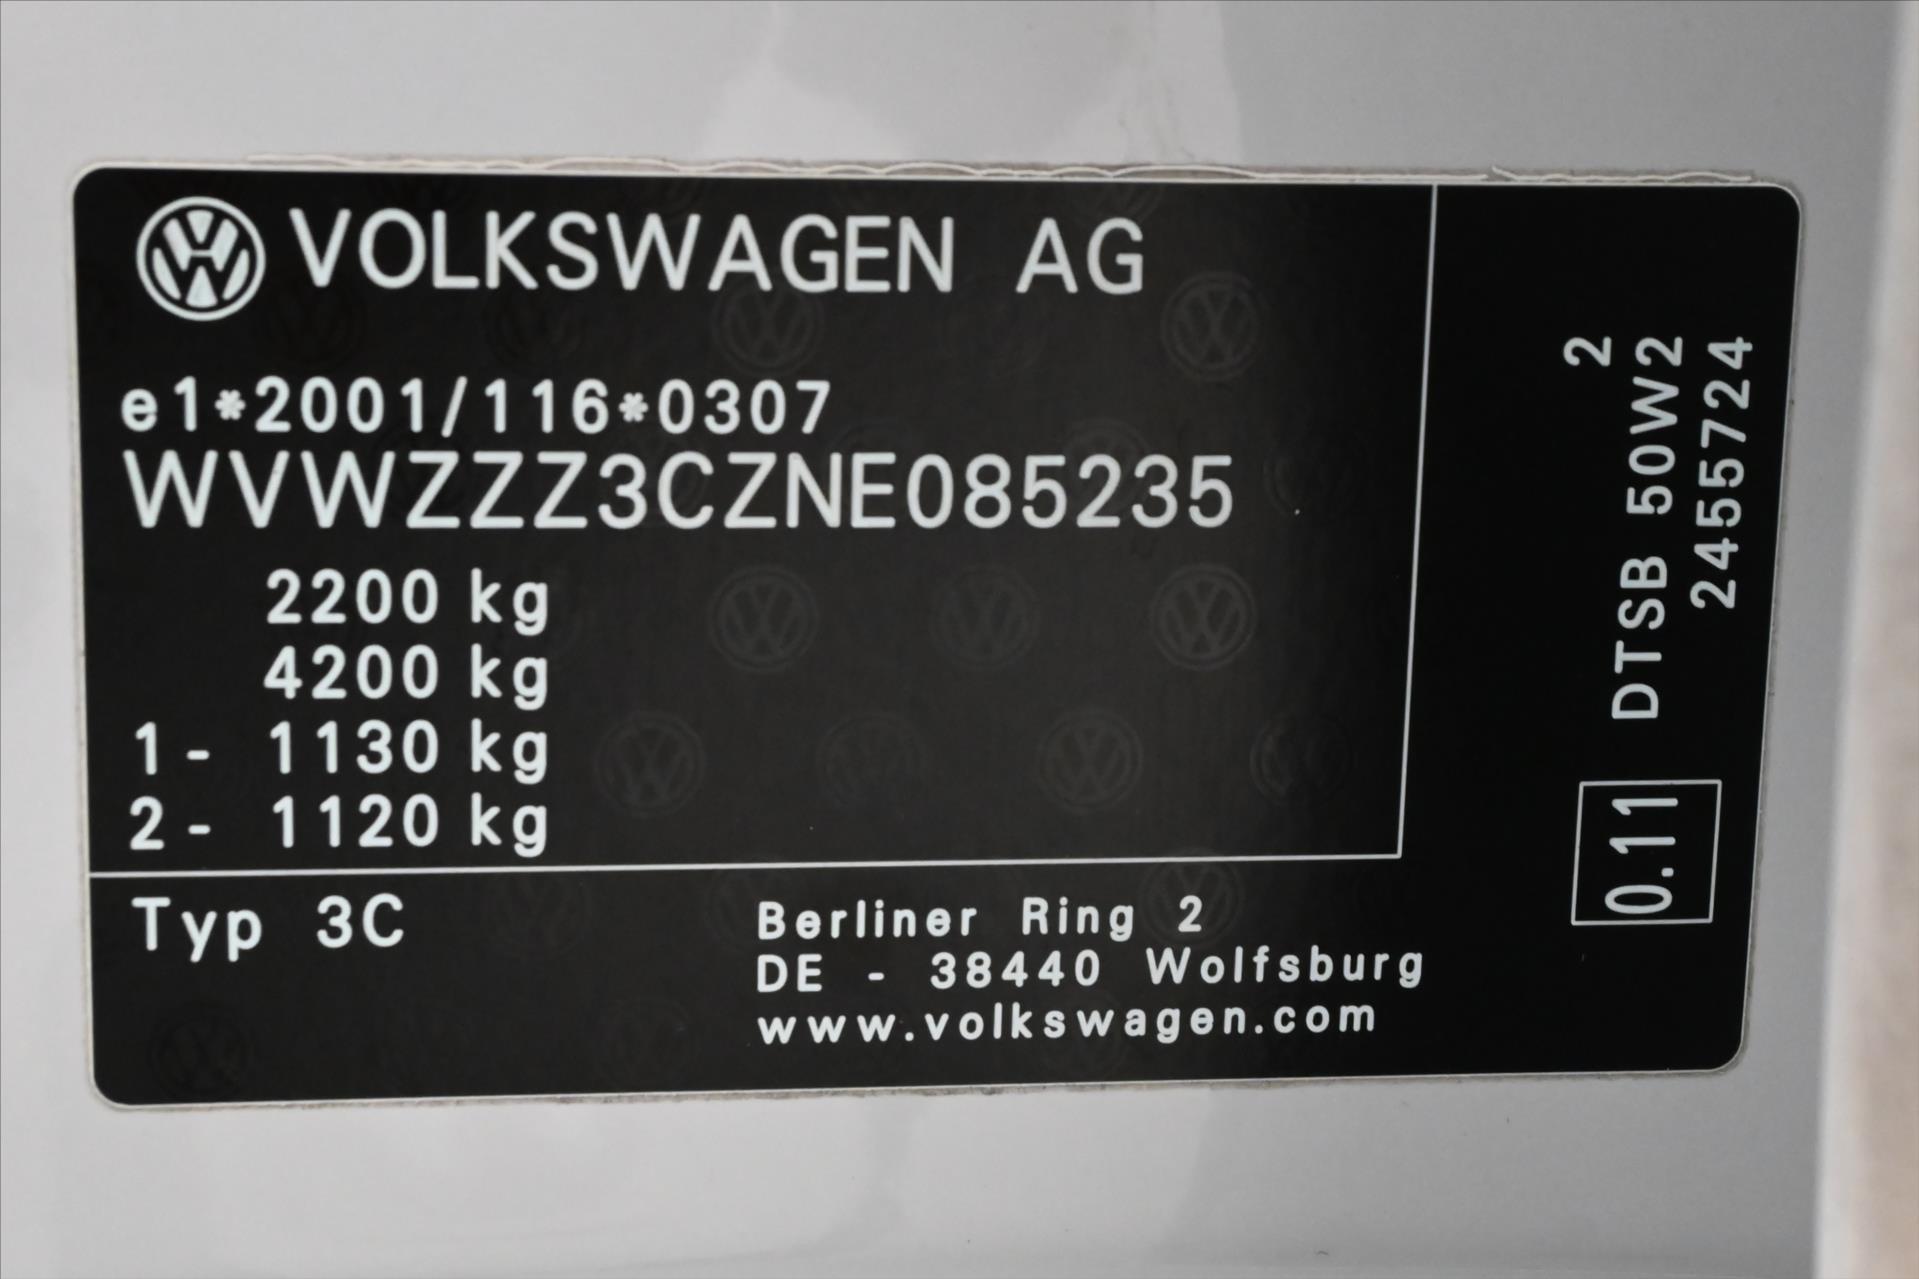 VOLKSWAGEN AG
e1*2001/116*0307
WVWZZZ3CZNE085235
2200 kg
4200 kg
1- 1130 kg
2- 1120 kg
Typ 3C
Berliner Ring 2
DE - 38440 Wolfsburg
www.volkswagen.com
2
DTSB 50W2
2455724
0.11